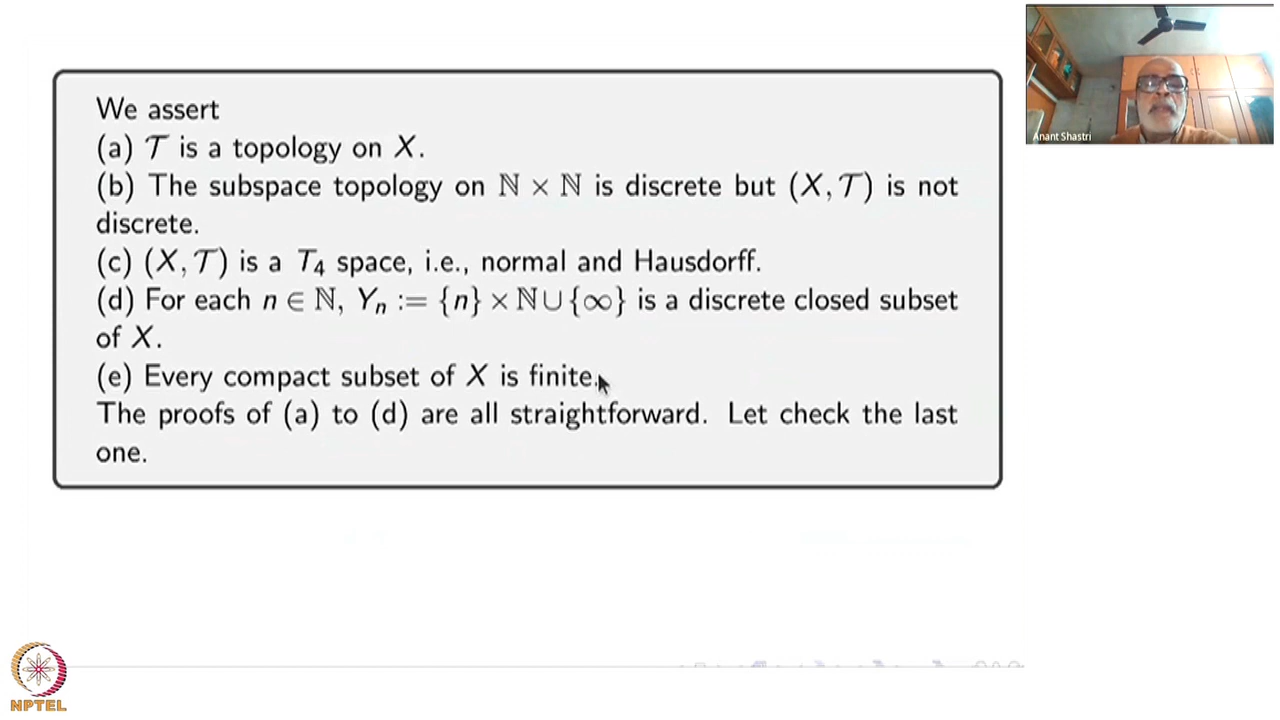 We assert
(a) 𝒯 is a topology on X.
(b) The subspace topology on ℕ × ℕ is discrete but (X, 𝒯) is not
discrete.
(c) (X, 𝒯) is a T₄ space, i.e., normal and Hausdorff.
(d) For each n ∈ ℕ, Yₙ := {n} × ℕ ∪ {∞} is a discrete closed subset
of X.
(e) Every compact subset of X is finite.
The proofs of (a) to (d) are all straightforward. Let check the last
one.
Anant Shastri
NPTEL